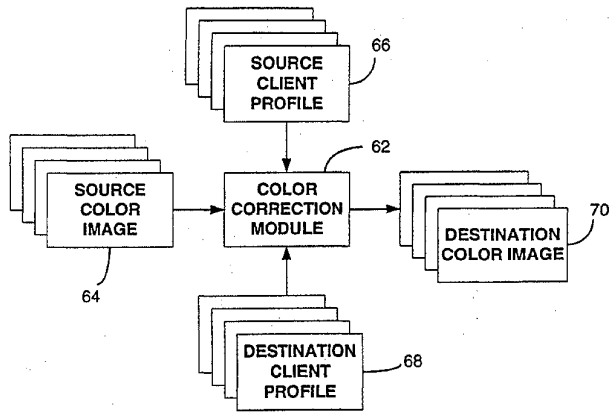 SOURCE
CLIENT
PROFILE
66
62
SOURCE
COLOR
IMAGE
64
COLOR
CORRECTION
MODULE
DESTINATION
COLOR IMAGE
70
DESTINATION
CLIENT
PROFILE
68